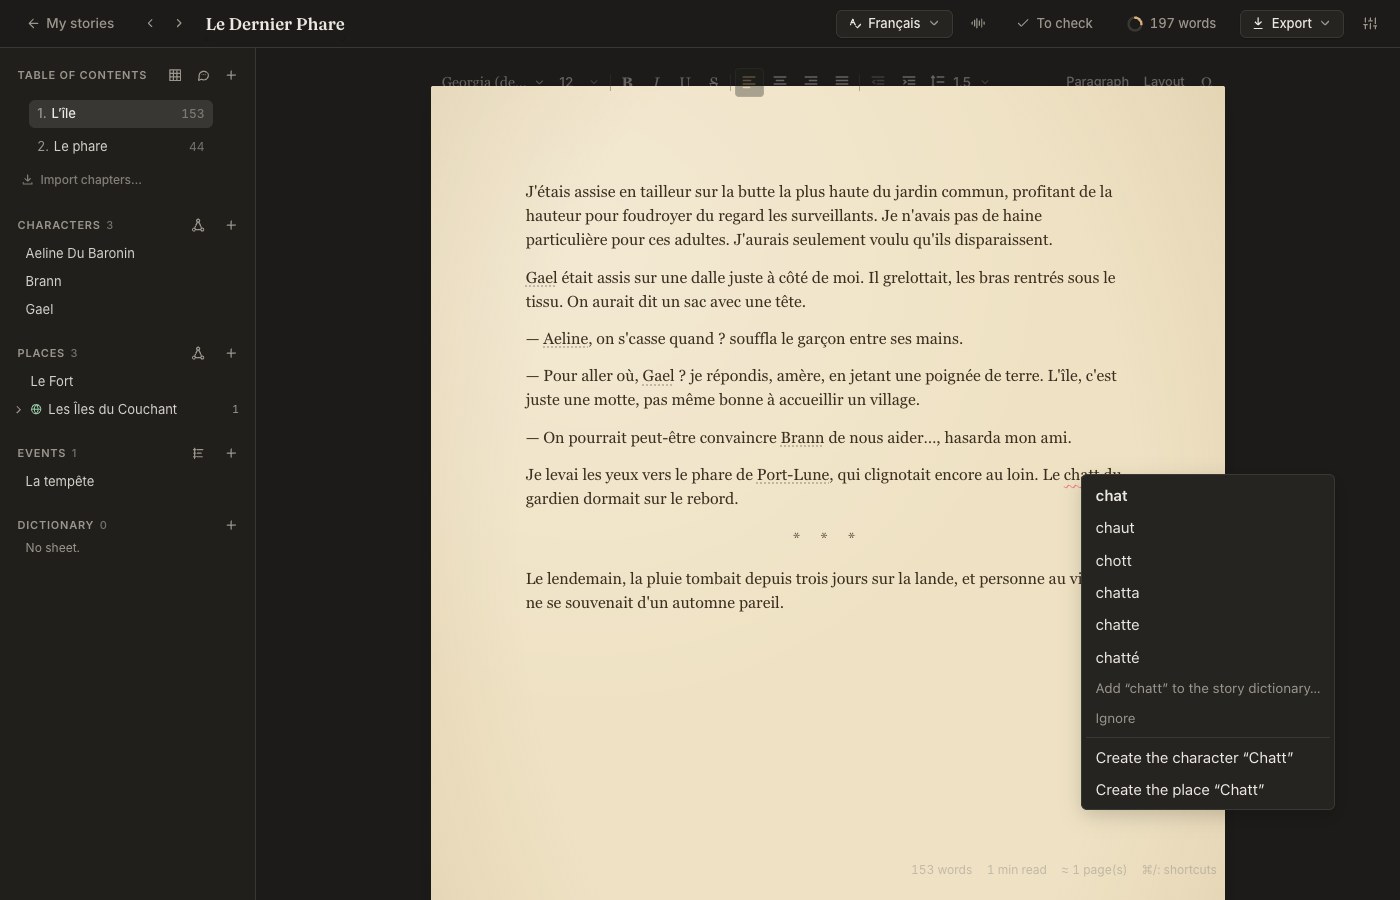 My stories
Le Dernier Phare
Français
To check
197 words
Export
TABLE OF CONTENTS
1. L'île 153
2. Le phare 44
Import chapters...
CHARACTERS 3
Aeline Du Baronin
Brann
Gael
PLACES 3
Le Fort
Les Îles du Couchant 1
EVENTS 1
La tempête
DICTIONARY 0
No sheet.
Georgia (de... 12 B I U S 1.5 Paragraph Layout
J'étais assise en tailleur sur la butte la plus haute du jardin commun, profitant de la
hauteur pour foudroyer du regard les surveillants. Je n'avais pas de haine
particulière pour ces adultes. J'aurais seulement voulu qu'ils disparaissent.
Gael était assis sur une dalle juste à côté de moi. Il grelottait, les bras rentrés sous le
tissu. On aurait dit un sac avec une tête.
— Aeline, on s'casse quand ? souffla le garçon entre ses mains.
— Pour aller où, Gael ? je répondis, amère, en jetant une poignée de terre. L'île, c'est
juste une motte, pas même bonne à accueillir un village.
— On pourrait peut-être convaincre Brann de nous aider..., hasarda mon ami.
Je levai les yeux vers le phare de Port-Lune, qui clignotait encore au loin. Le chatt du
gardien dormait sur le rebord.
* * *
Le lendemain, la pluie tombait depuis trois jours sur la lande, et personne au
ne se souvenait d'un automne pareil.
chat
chaut
chott
chatta
chatte
chatté
Add “chatt” to the story dictionary...
Ignore
Create the character “Chatt”
Create the place “Chatt”
153 words 1 min read ≈ 1 page(s) ⌘/: shortcuts